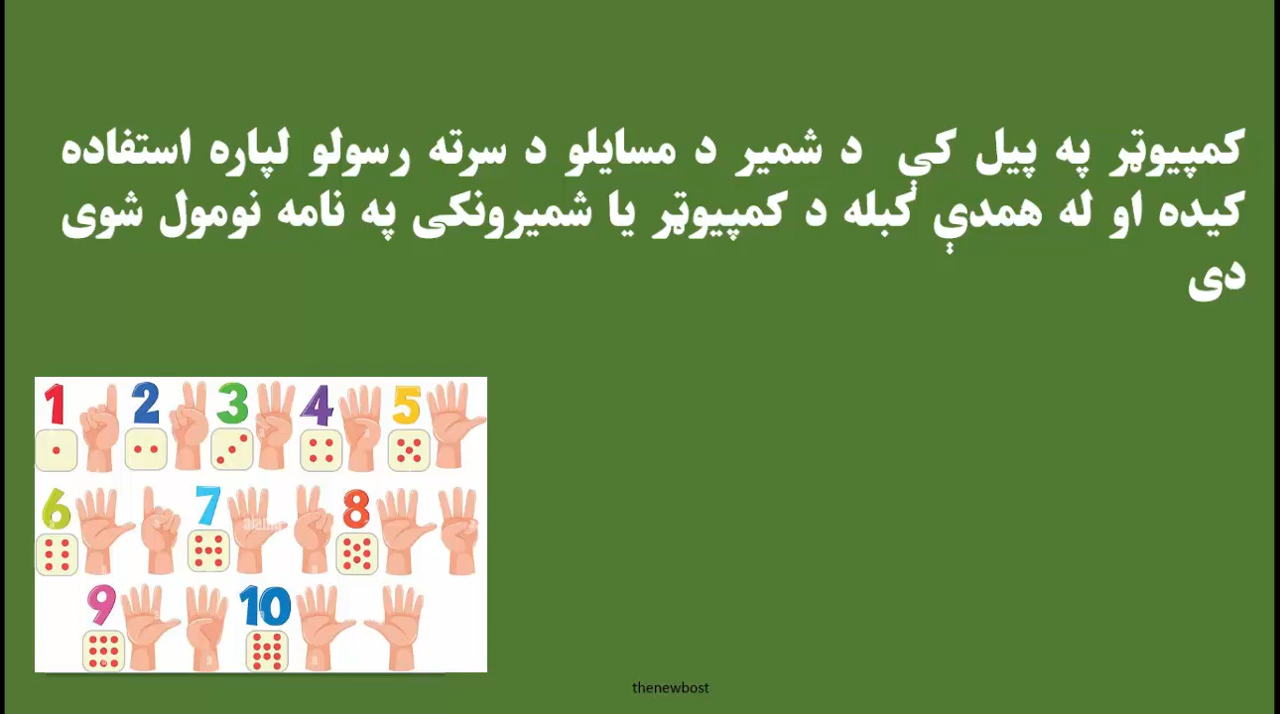 کمپیوټر په پیل کې د شمیر د مسایلو د سرته رسولو لپاره استفاده
کیده او له همدې کبله د کمپیوټر یا شمیرونکی په نامه نومول شوی
دی
1 2 3 4 5
6 7 8
9 10
alamy
thenewbost